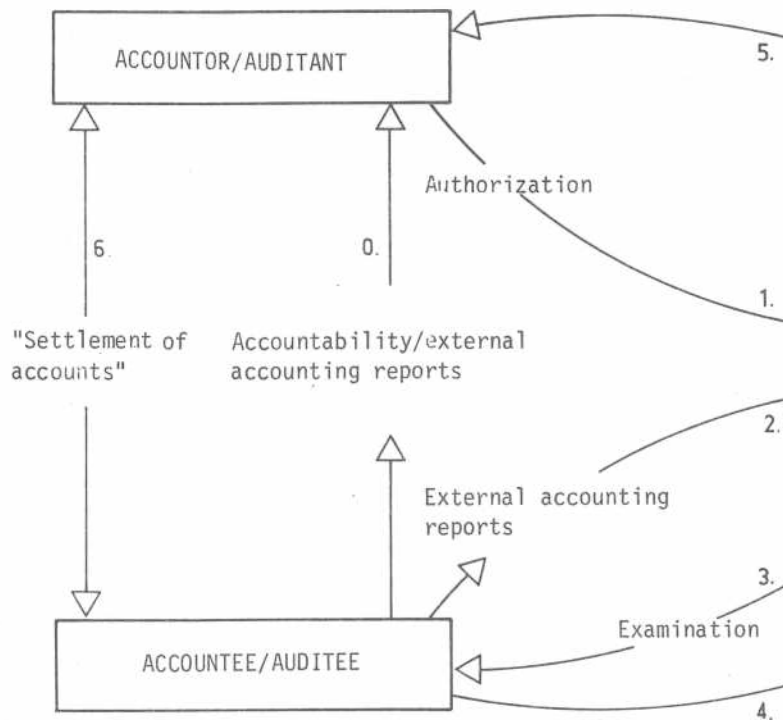 ACCOUNTOR/AUDITANT
5.
Authorization
6.
0.
1.
"Settlement of
accounts"
Accountability/external
accounting reports
2.
External accounting
reports
3.
Examination
ACCOUNTEE/AUDITEE
4.